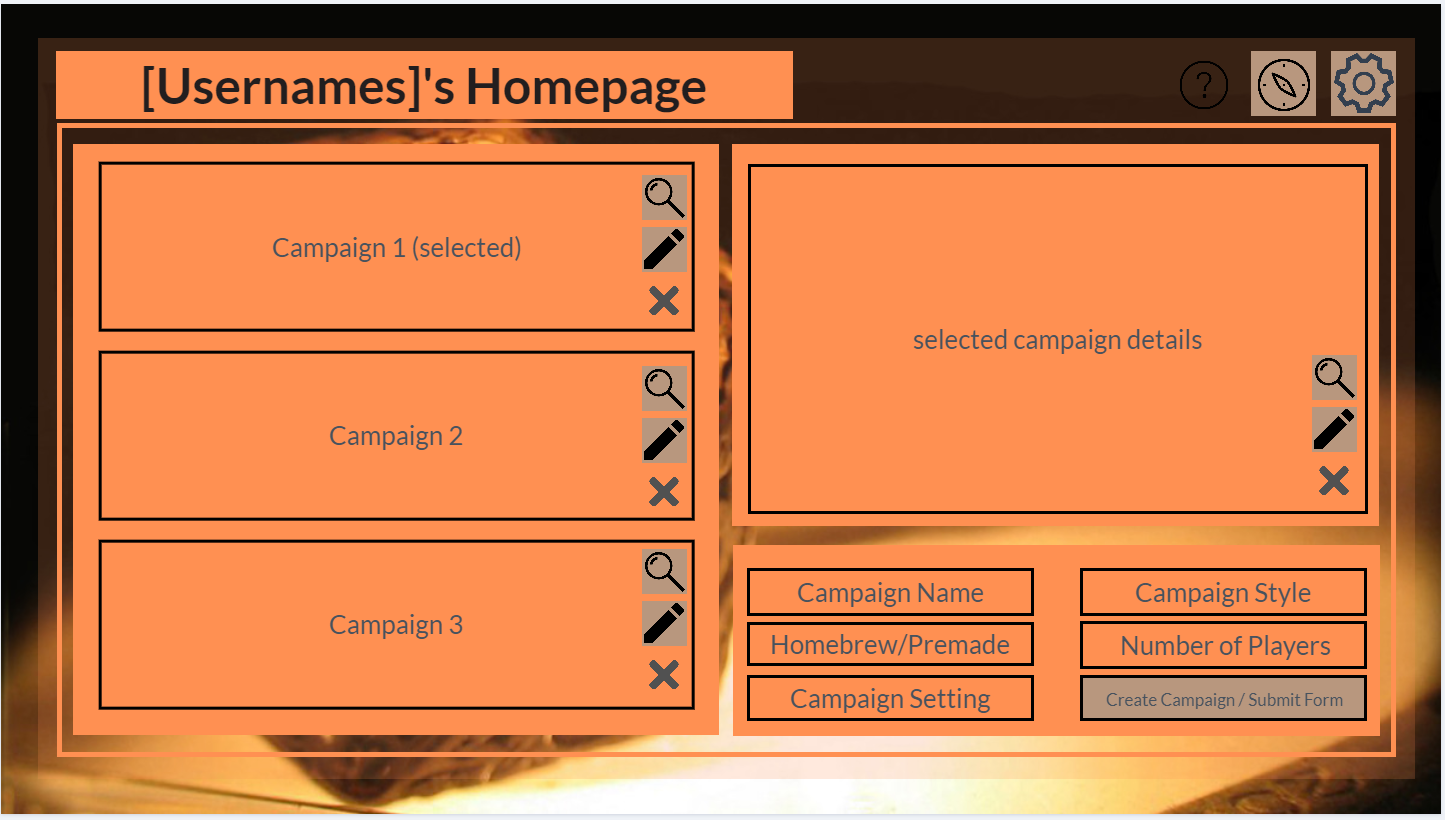 [Usernames]'s Homepage
?
Campaign 1 (selected)
Campaign 2
Campaign 3
selected campaign details
Campaign Name
Campaign Style
Homebrew/Premade
Number of Players
Campaign Setting
Create Campaign / Submit Form